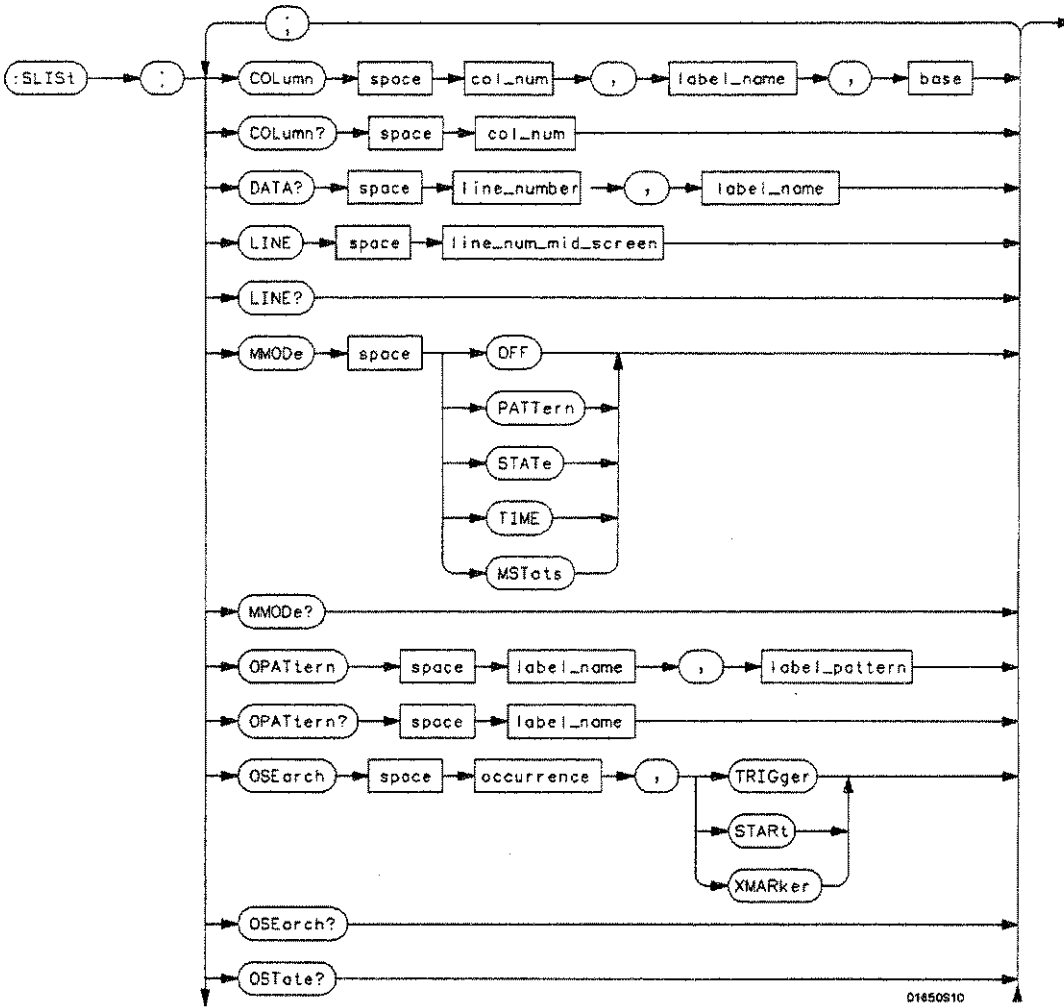 ;
:SLISt : COLumn space col_num , label_name , base
COLumn? space col_num
DATA? space line_number , label_name
LINE space line_num_mid_screen
LINE?
MMODe space OFF
PATTern
STATe
TIME
MSTats
MMODe?
OPATtern space label_name , label_pattern
OPATtern? space label_name
OSEarch space occurrence , TRIGger
STARt
XMARker
OSEarch?
OSTate?
01650S10